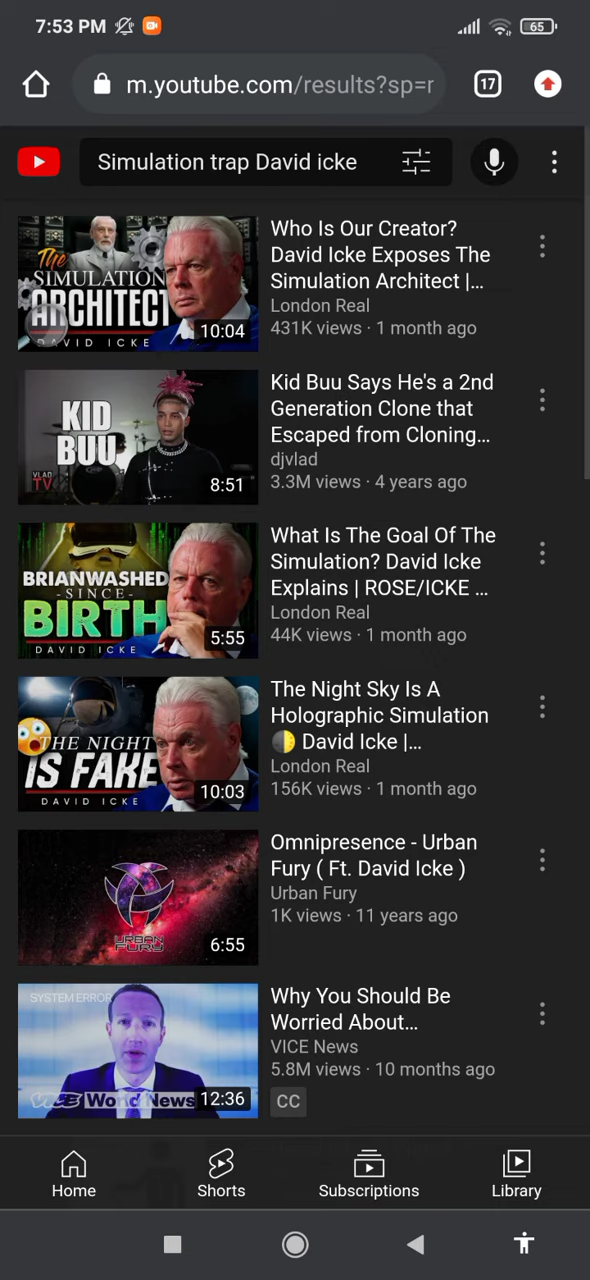 7:53 PM
65
m.youtube.com/results?sp=r
17
Simulation trap David icke
The
SIMULATION
ARCHITECT
DAVID ICKE
10:04
Who Is Our Creator?
David Icke Exposes The
Simulation Architect |...
London Real
431K views · 1 month ago
KID
BUU
VLAD
TV
8:51
Kid Buu Says He's a 2nd
Generation Clone that
Escaped from Cloning...
djvlad
3.3M views · 4 years ago
BRIANWASHED
-SINCE-
BIRTH
DAVID ICKE
5:55
What Is The Goal Of The
Simulation? David Icke
Explains | ROSE/ICKE ...
London Real
44K views · 1 month ago
THE NIGHT
IS FAKE
DAVID ICKE
10:03
The Night Sky Is A
Holographic Simulation
🌓 David Icke |...
London Real
156K views · 1 month ago
URBAN
FURY
6:55
Omnipresence - Urban
Fury ( Ft. David Icke )
Urban Fury
1K views · 11 years ago
SYSTEM ERROR
VICE World News
12:36
Why You Should Be
Worried About...
VICE News
5.8M views · 10 months ago
CC
Home
Shorts
Subscriptions
Library